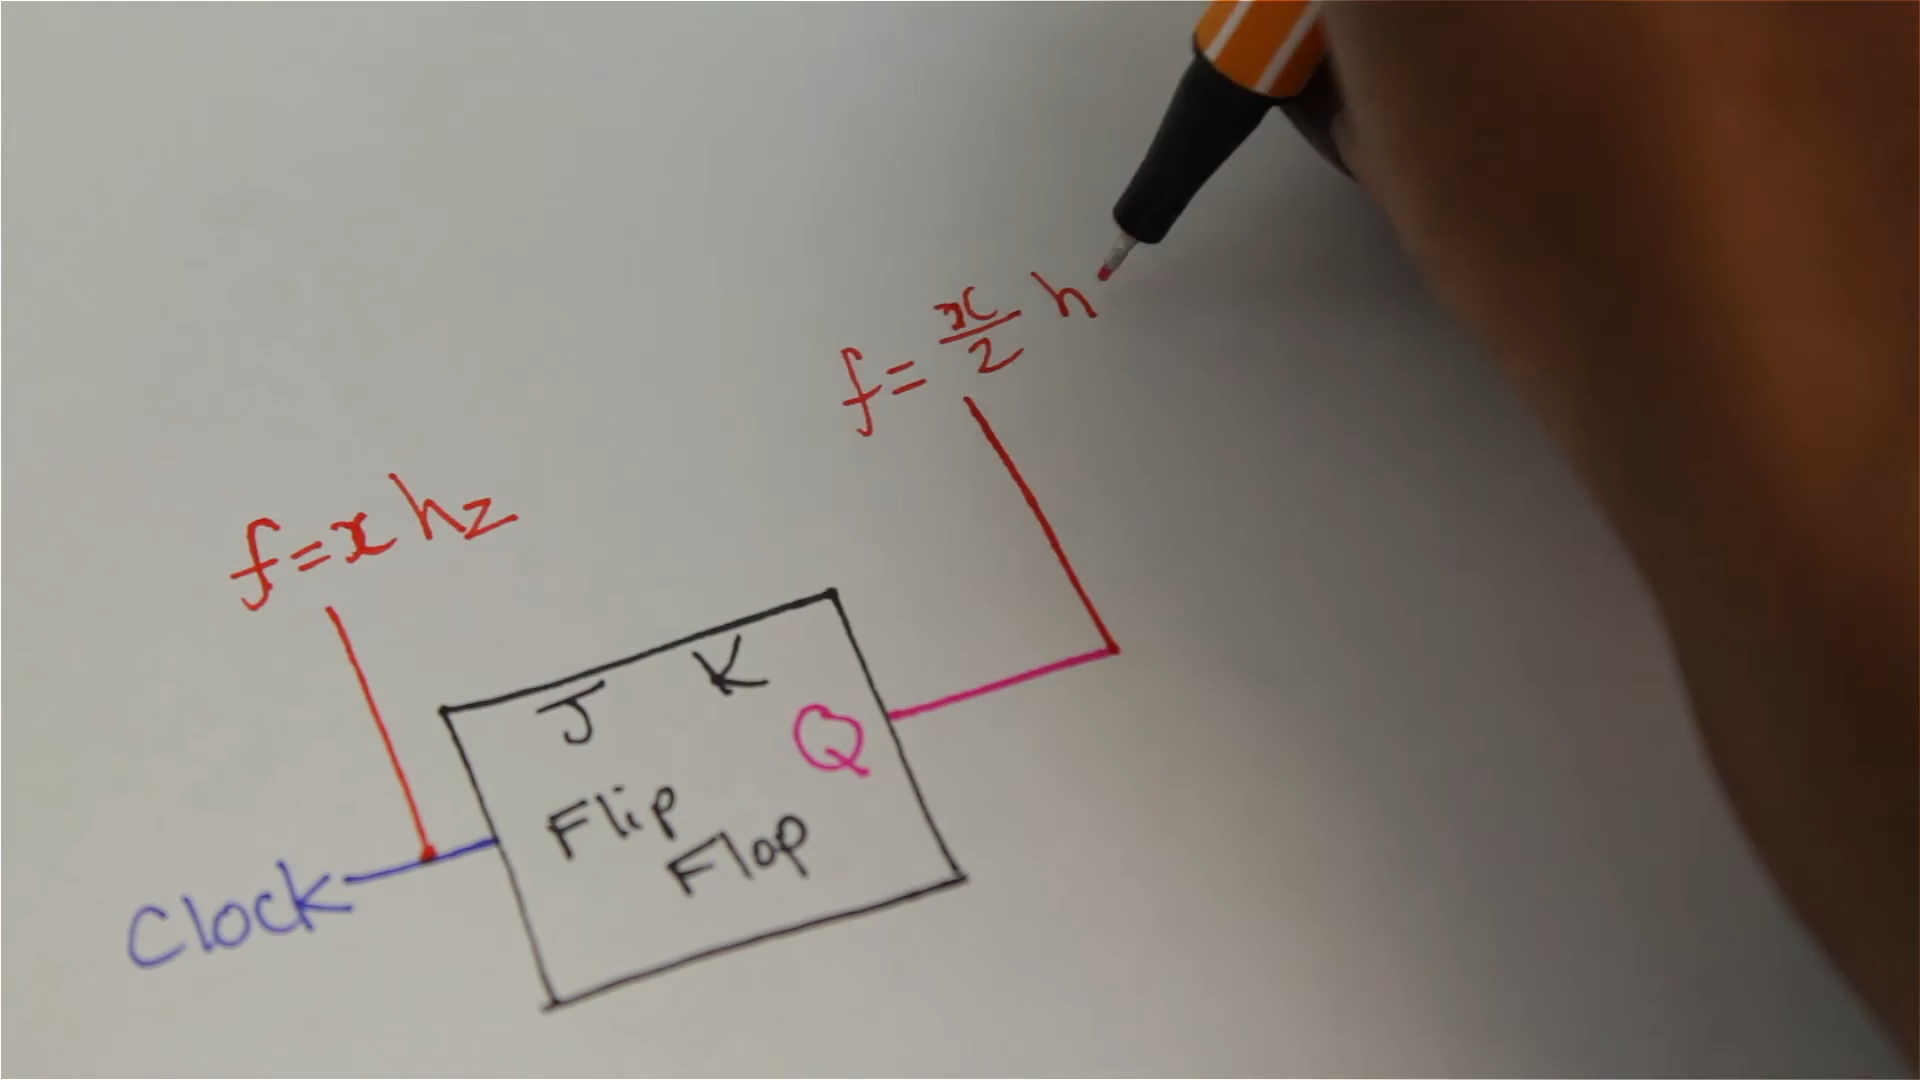 f = x/2 h
f = x hz
J K
Q
Flip
Flop
Clock